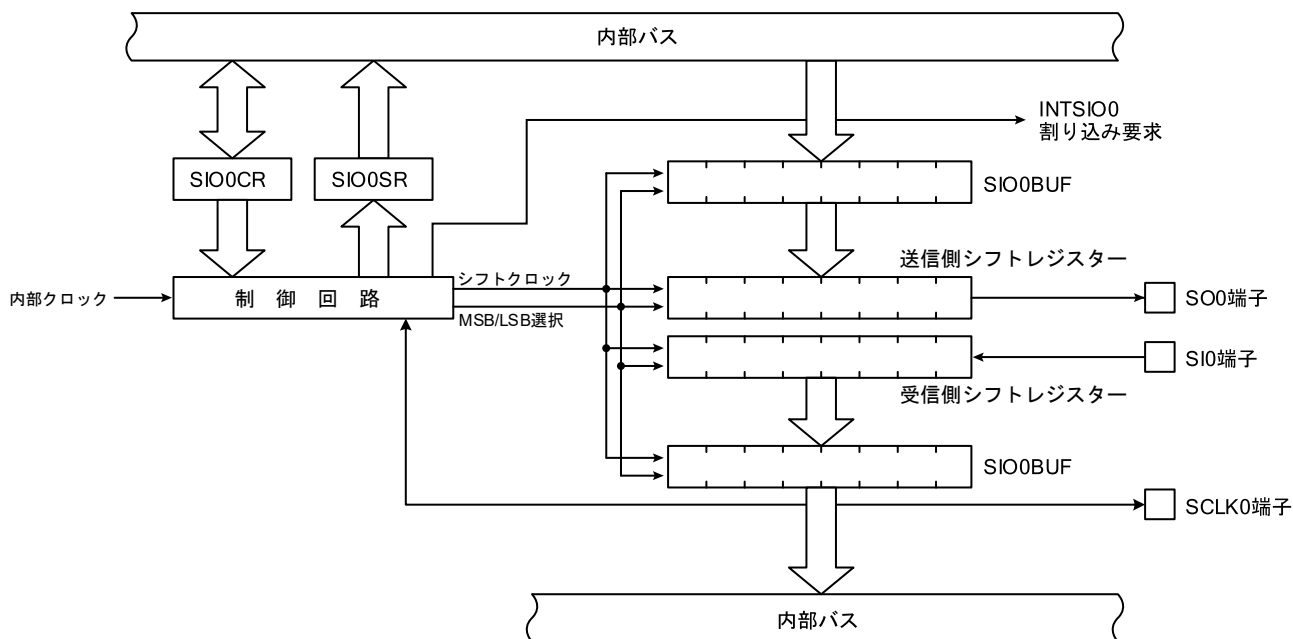 内部バス
INTSIO0
割り込み要求
SIO0CR
SIO0SR
SIO0BUF
送信側シフトレジスター
シフトクロック
内部クロック
制 御 回 路
SO0端子
MSB/LSB選択
SI0端子
受信側シフトレジスター
SIO0BUF
SCLK0端子
内部バス